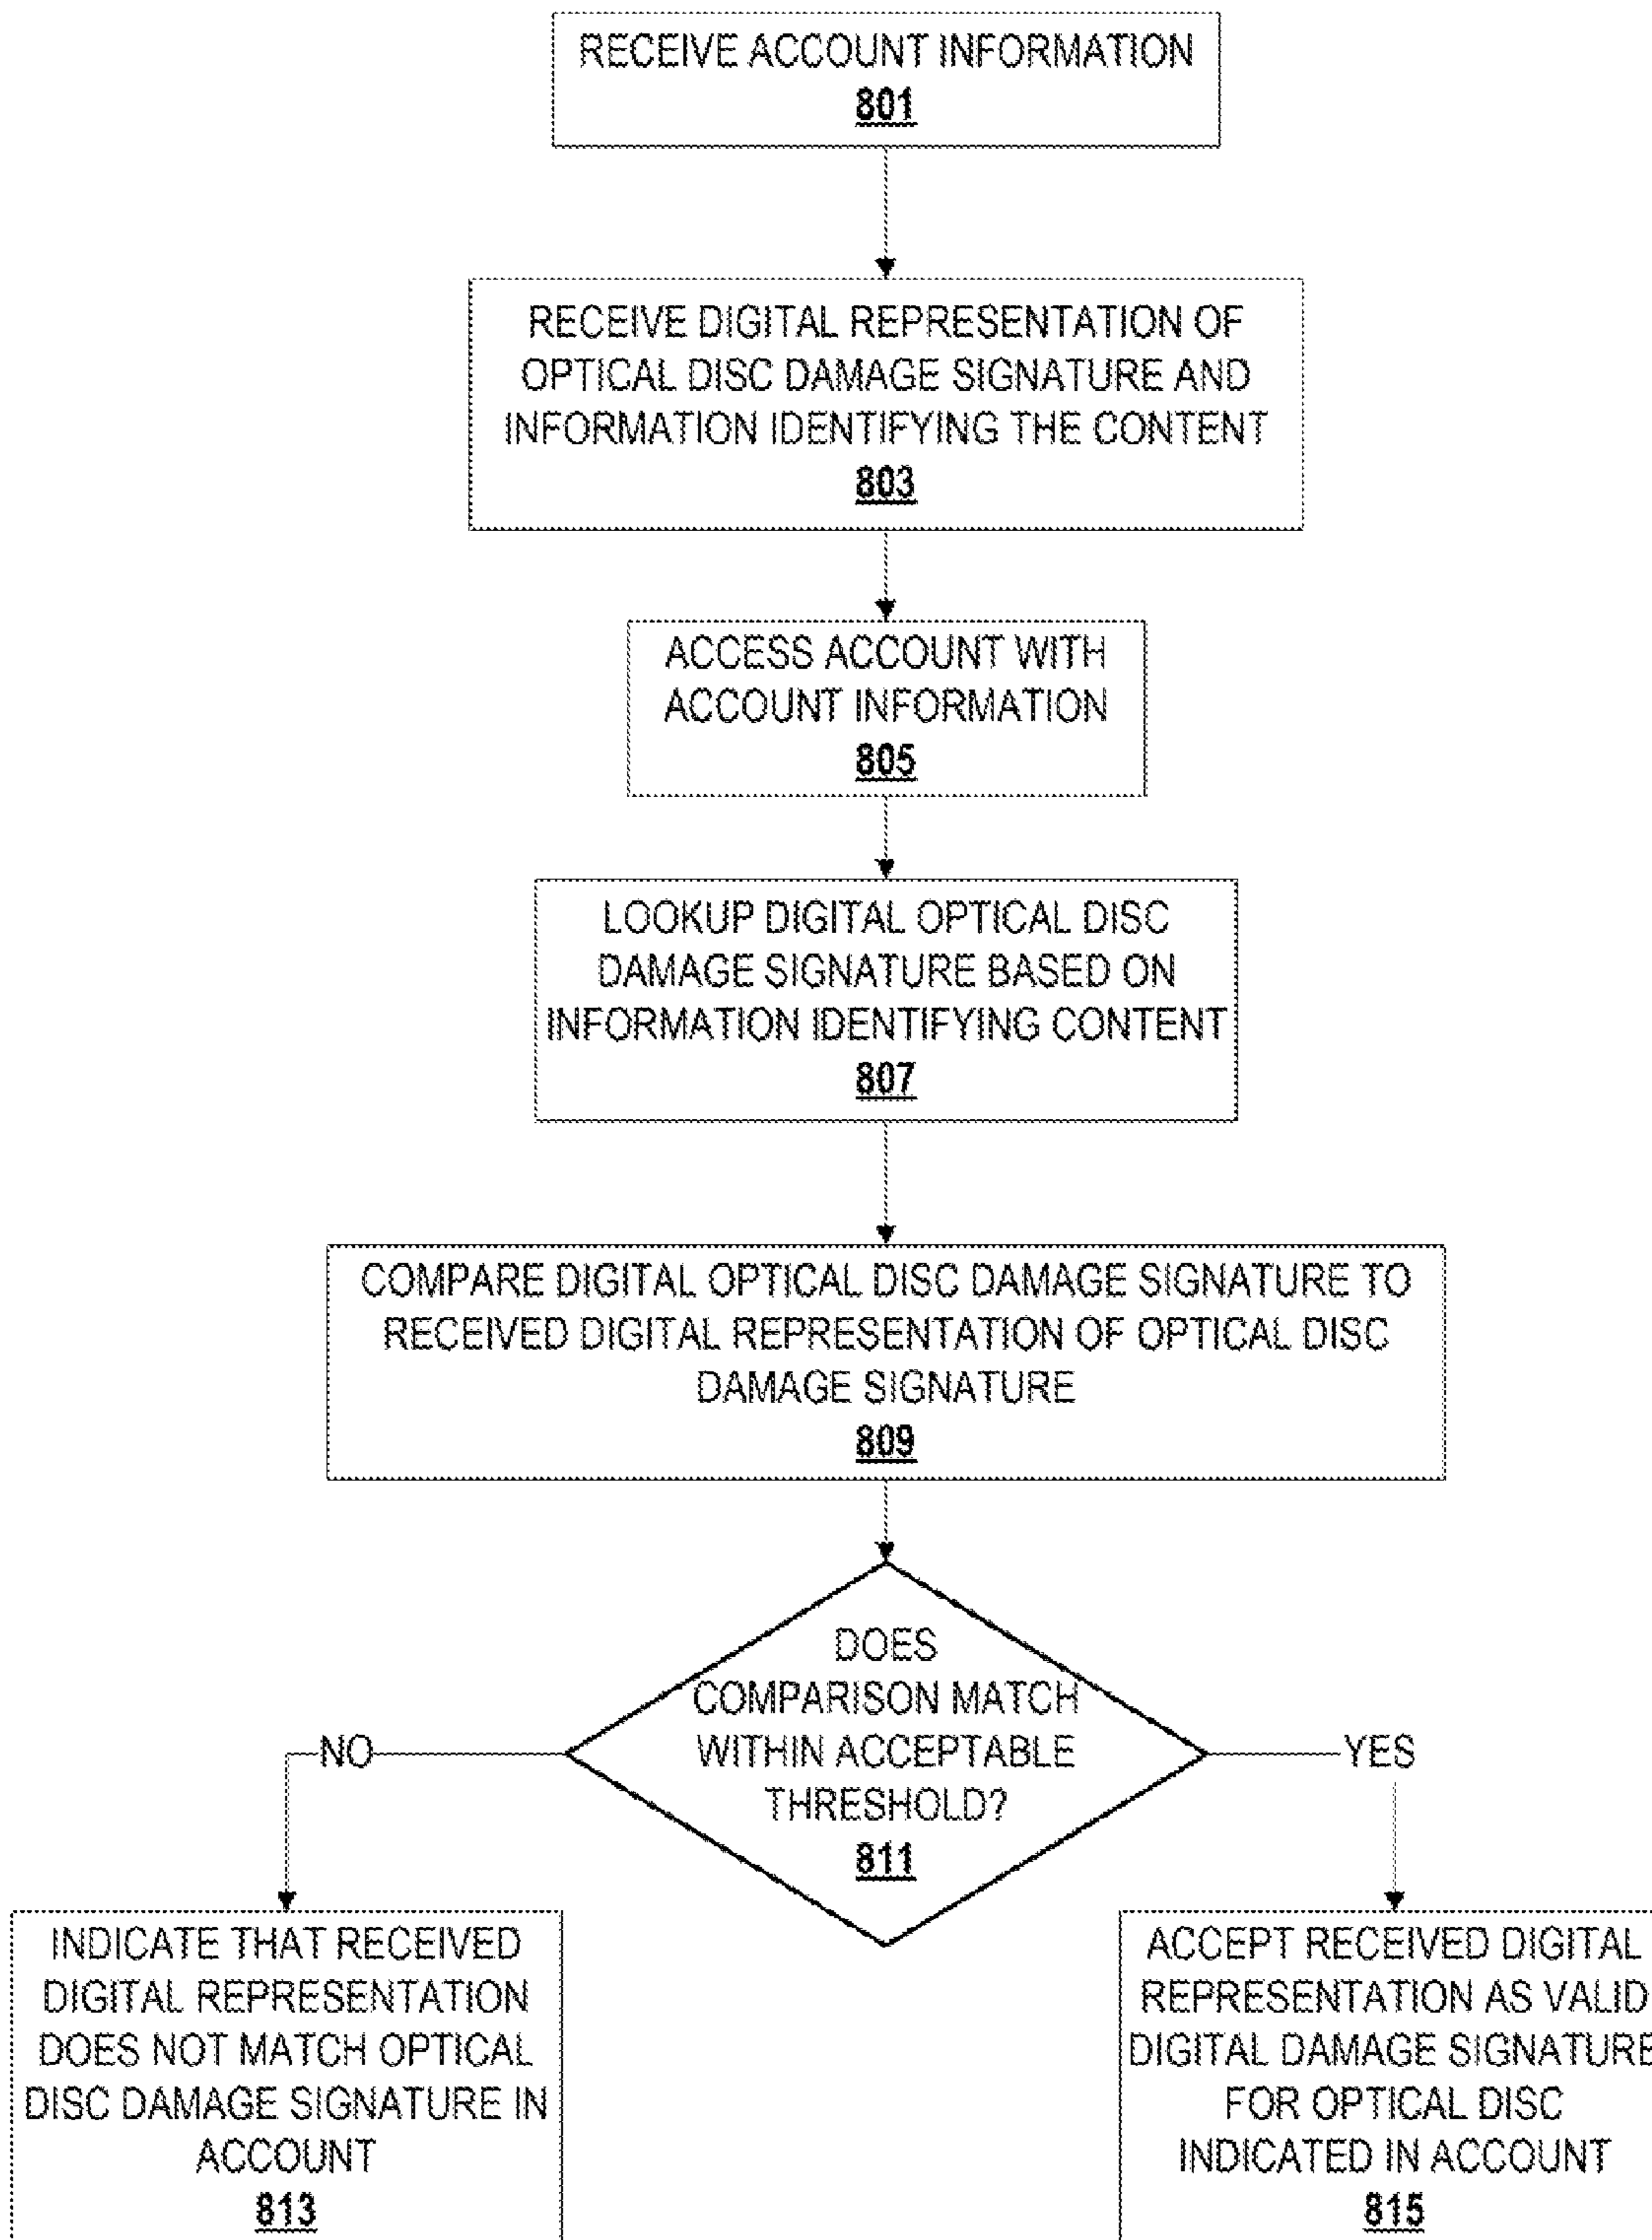 RECEIVE ACCOUNT INFORMATION
801
RECEIVE DIGITAL REPRESENTATION OF
OPTICAL DISC DAMAGE SIGNATURE AND
INFORMATION IDENTIFYING THE CONTENT
803
ACCESS ACCOUNT WITH
ACCOUNT INFORMATION
805
LOOKUP DIGITAL OPTICAL DISC
DAMAGE SIGNATURE BASED ON
INFORMATION IDENTIFYING CONTENT
807
COMPARE DIGITAL OPTICAL DISC DAMAGE SIGNATURE TO
RECEIVED DIGITAL REPRESENTATION OF OPTICAL DISC
DAMAGE SIGNATURE
809
DOES
COMPARISON MATCH
WITHIN ACCEPTABLE
THRESHOLD?
811
NO
YES
INDICATE THAT RECEIVED
DIGITAL REPRESENTATION
DOES NOT MATCH OPTICAL
DISC DAMAGE SIGNATURE IN
ACCOUNT
813
ACCEPT RECEIVED DIGITAL
REPRESENTATION AS VALID
DIGITAL DAMAGE SIGNATURE
FOR OPTICAL DISC
INDICATED IN ACCOUNT
815